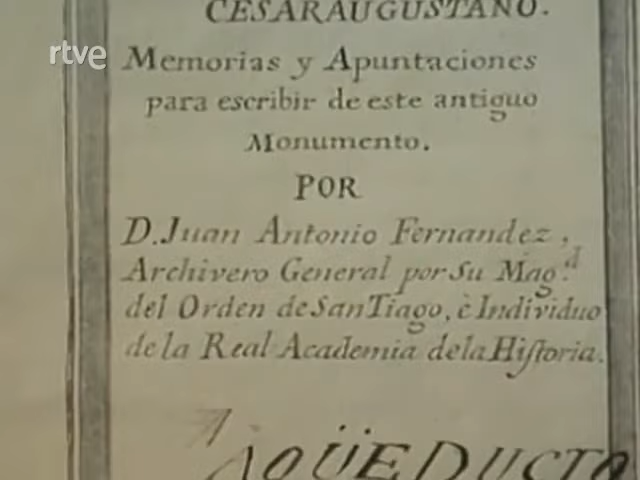 CESARAUGUSTANO.
rtve
Memorias y Apuntaciones
para escribir de este antiguo
Monumento.
POR
D. Juan Antonio Fernandez,
Archivero General por Su Mag.d
del Orden de San Tiago, è Individuo
de la Real Academia de la Hiſtoria.
AQÜEDUCTO